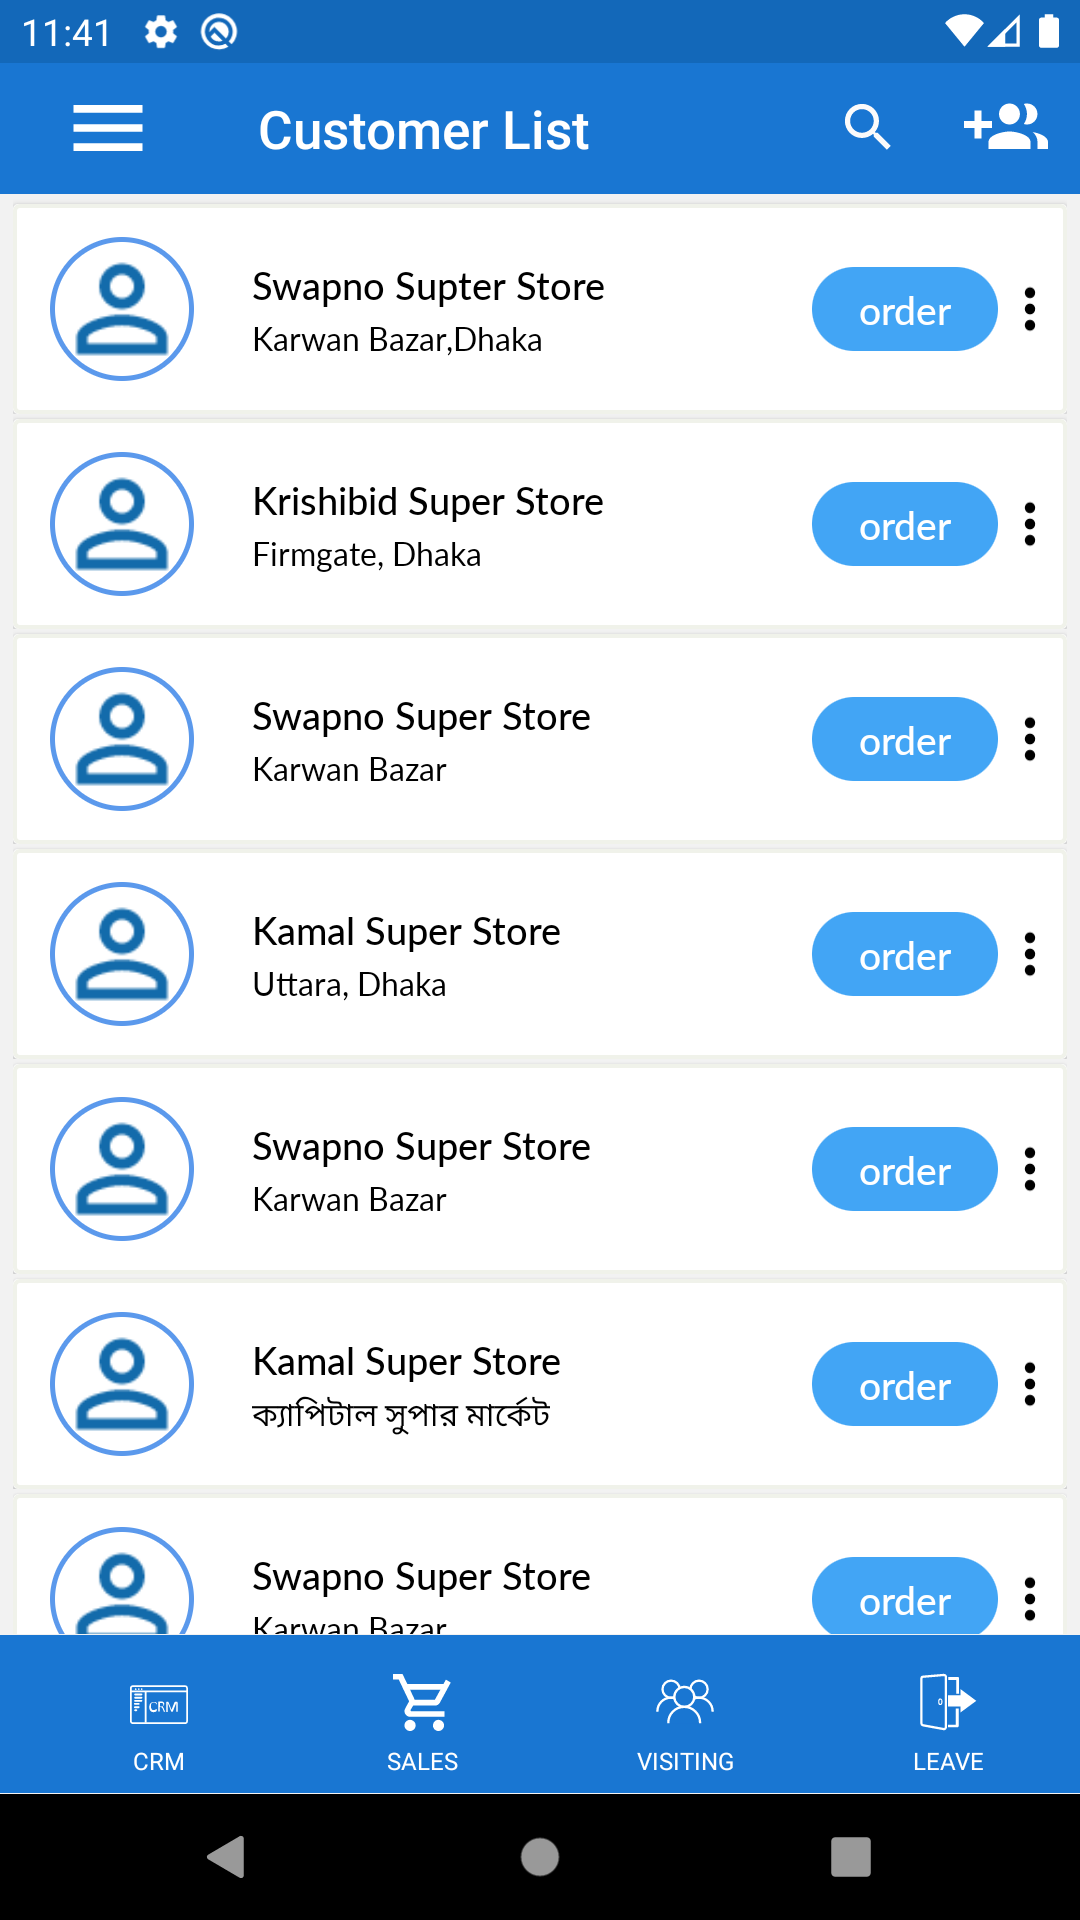 11:41
Customer List
Swapno Supter Store
Karwan Bazar,Dhaka
order
Krishibid Super Store
Firmgate, Dhaka
order
Swapno Super Store
Karwan Bazar
order
Kamal Super Store
Uttara, Dhaka
order
Swapno Super Store
Karwan Bazar
order
Kamal Super Store
ক্যাপিটাল সুপার মার্কেট
order
Swapno Super Store
Karwan Bazar
order
CRM
CRM
SALES
VISITING
LEAVE